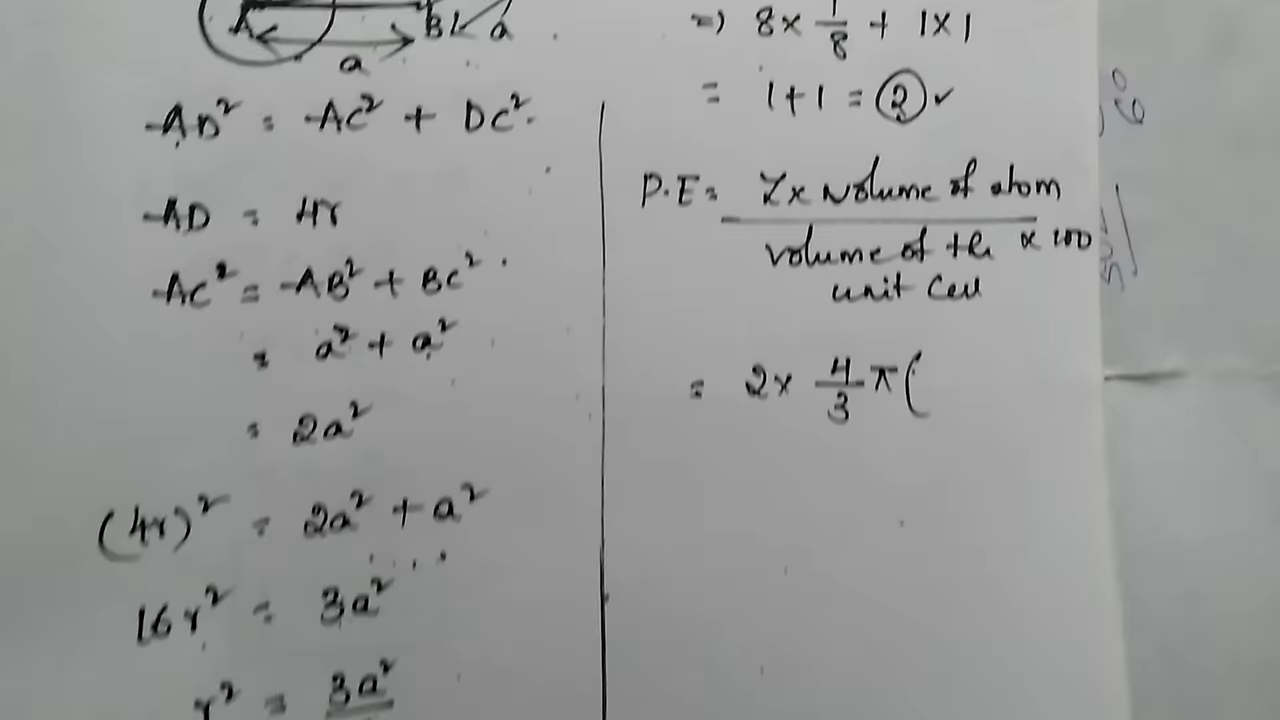 A B a
a
AD² = AC² + DC²
AD = 4r
AC² = AB² + BC²
= a² + a²
= 2a²
(4r)² = 2a² + a²
16r² = 3a²
r² = 3a²
=) 8 × 1/8 + 1×1
= 1+1 = 2 ✓
P.E = Z× volume of atom
volume of the × 100
unit cell
= 2× 4/3 π (